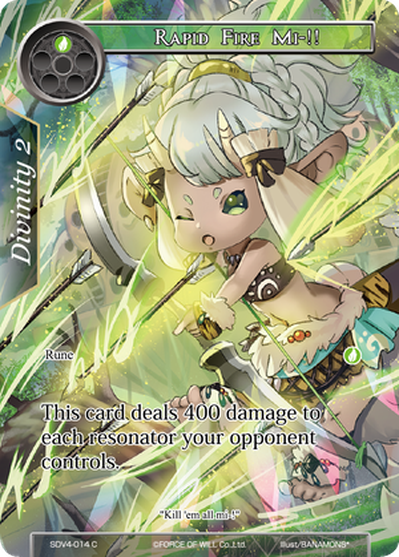 Rapid Fire Mi-!!
Divinity 2
Rune
This card deals 400 damage to
each resonator your opponent
controls.
"Kill 'em all mi-!"
SDV4-014 C ©FORCE OF WILL Co.,Ltd. Illust/BANAMONS*